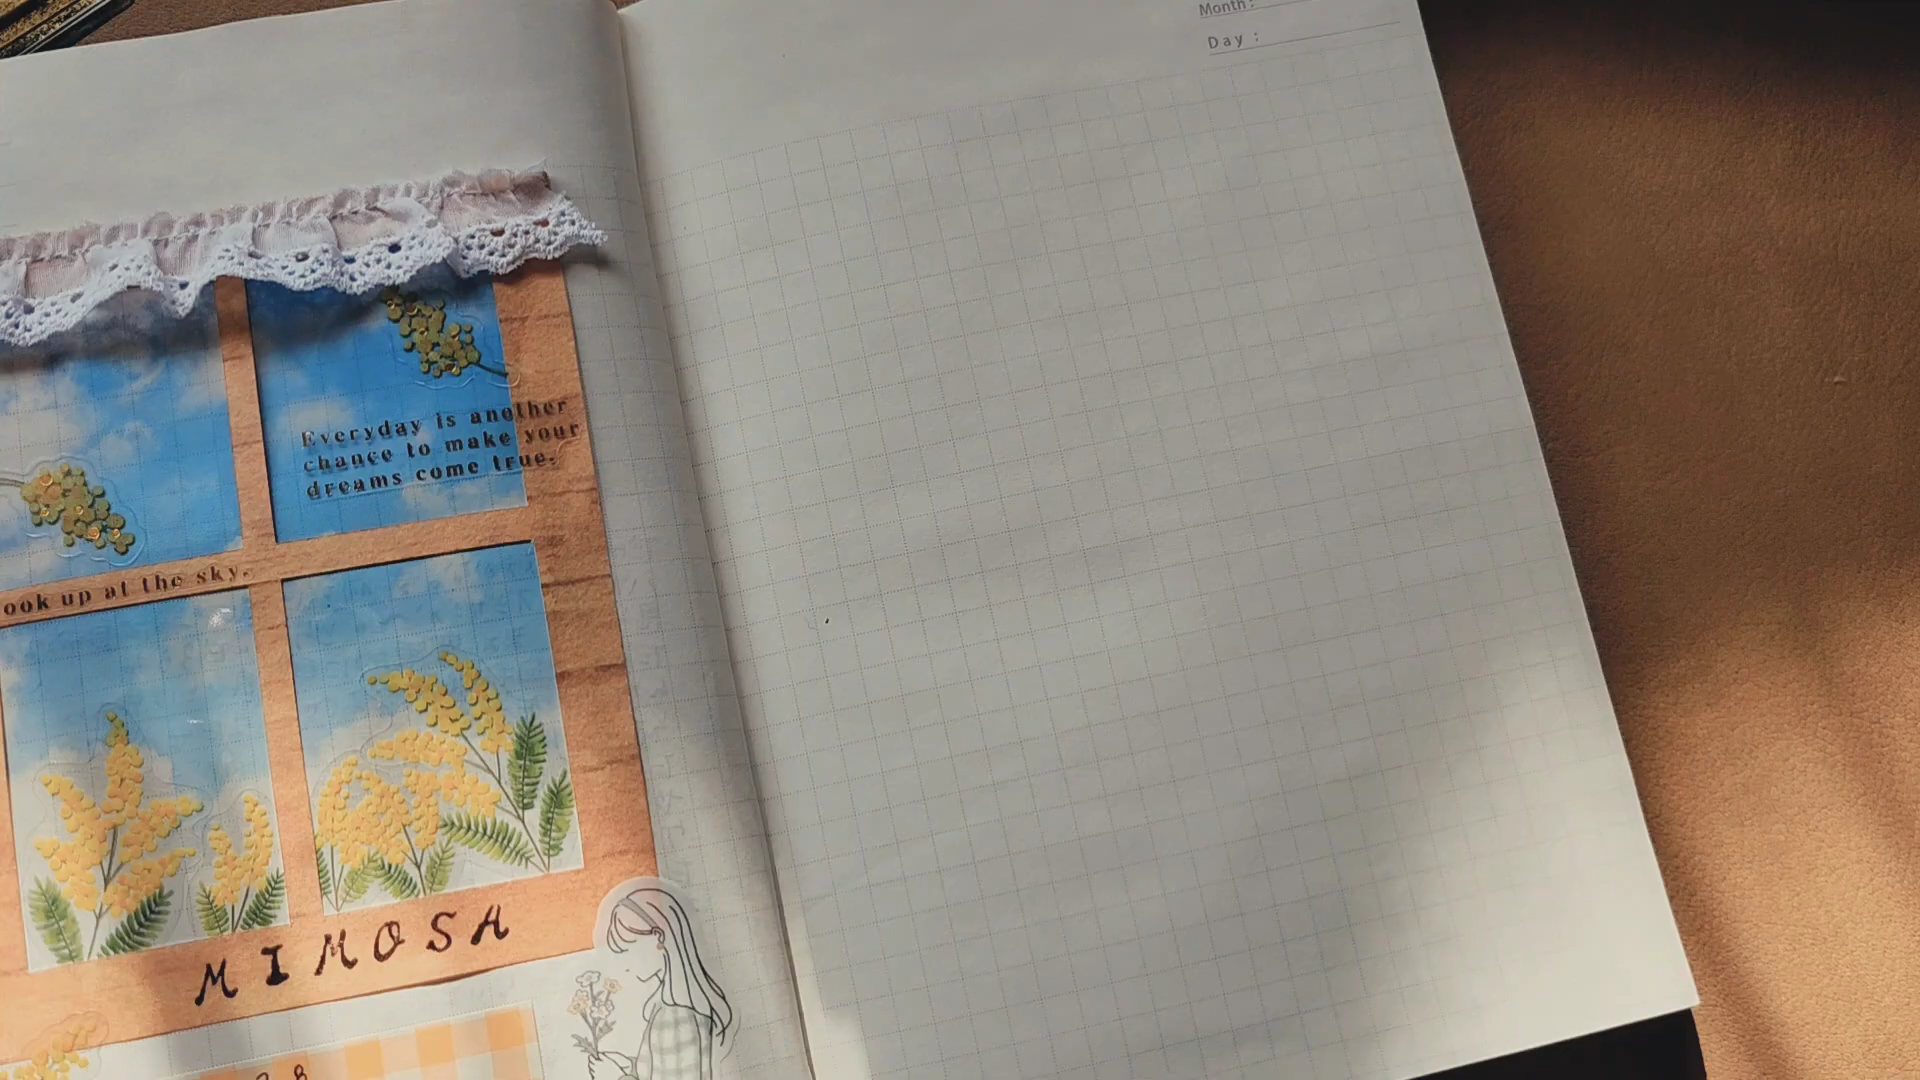 Month :
Day :
Everyday is another
chance to make your
dreams come true.
ook up at the sky.
MIMOSA